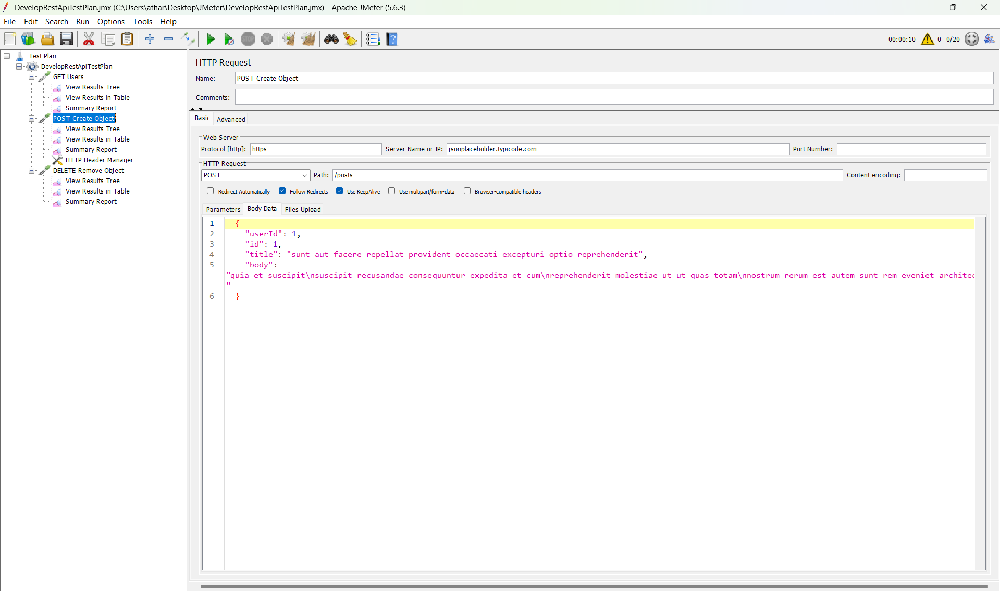 DevelopRestApiTestPlan.jmx (C:\Users\athar\Desktop\JMeter\DevelopRestApiTestPlan.jmx) - Apache JMeter (5.6.3)
File Edit Search Run Options Tools Help
STOP
00:00:10 0 0/20
Test Plan
DevelopRestApiTestPlan
GET Users
View Results Tree
View Results in Table
Summary Report
POST-Create Object
View Results Tree
View Results in Table
Summary Report
HTTP Header Manager
DELETE-Remove Object
View Results Tree
View Results in Table
Summary Report
HTTP Request
Name: POST-Create Object
Comments:
Basic Advanced
Web Server
Protocol [http]: https Server Name or IP: jsonplaceholder.typicode.com Port Number:
HTTP Request
POST Path: /posts Content encoding:
Redirect Automatically Follow Redirects Use KeepAlive Use multipart/form-data Browser-compatible headers
Parameters Body Data Files Upload
1 {
2 "userId": 1,
3 "id": 1,
4 "title": "sunt aut facere repellat provident occaecati excepturi optio reprehenderit",
5 "body":
"quia et suscipit\nsuscipit recusandae consequuntur expedita et cum\nreprehenderit molestiae ut ut quas totam\nnostrum rerum est autem sunt rem eveniet architec
"
6 }